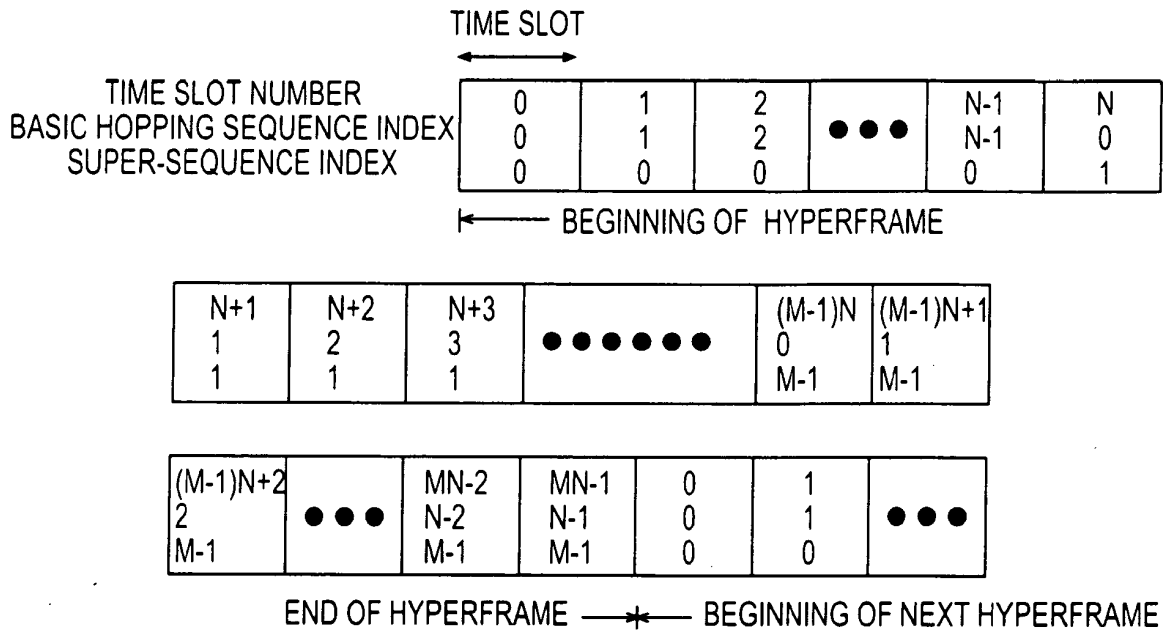 TIME SLOT
TIME SLOT NUMBER 0 1 2 ●●● N-1 N
BASIC HOPPING SEQUENCE INDEX 0 1 2 N-1 0
SUPER-SEQUENCE INDEX 0 0 0 0 1
BEGINNING OF HYPERFRAME
N+1 N+2 N+3 ●●●●●● (M-1)N (M-1)N+1
1 2 3 0 1
1 1 1 M-1 M-1
(M-1)N+2 ●●● MN-2 MN-1 0 1 ●●●
2 N-2 N-1 0 1
M-1 M-1 M-1 0 0
END OF HYPERFRAME BEGINNING OF NEXT HYPERFRAME